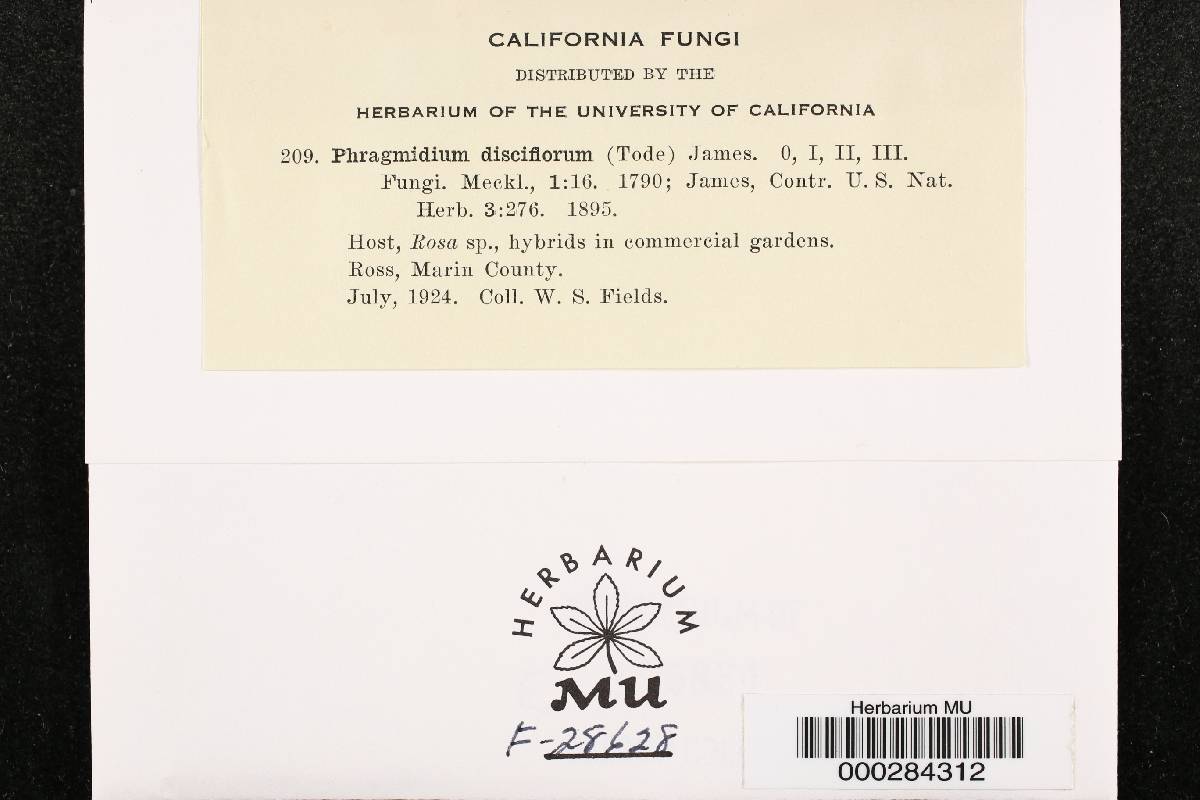 CALIFORNIA FUNGI
DISTRIBUTED BY THE
HERBARIUM OF THE UNIVERSITY OF CALIFORNIA
209. Phragmidium disciflorum (Tode) James. 0, I, II, III.
Fungi. Meckl., 1:16. 1790; James, Contr. U. S. Nat.
Herb. 3:276. 1895.
Host, Rosa sp., hybrids in commercial gardens.
Ross, Marin County.
July, 1924. Coll. W. S. Fields.
HERBARIUM
MU
F-28628
Herbarium MU
000284312